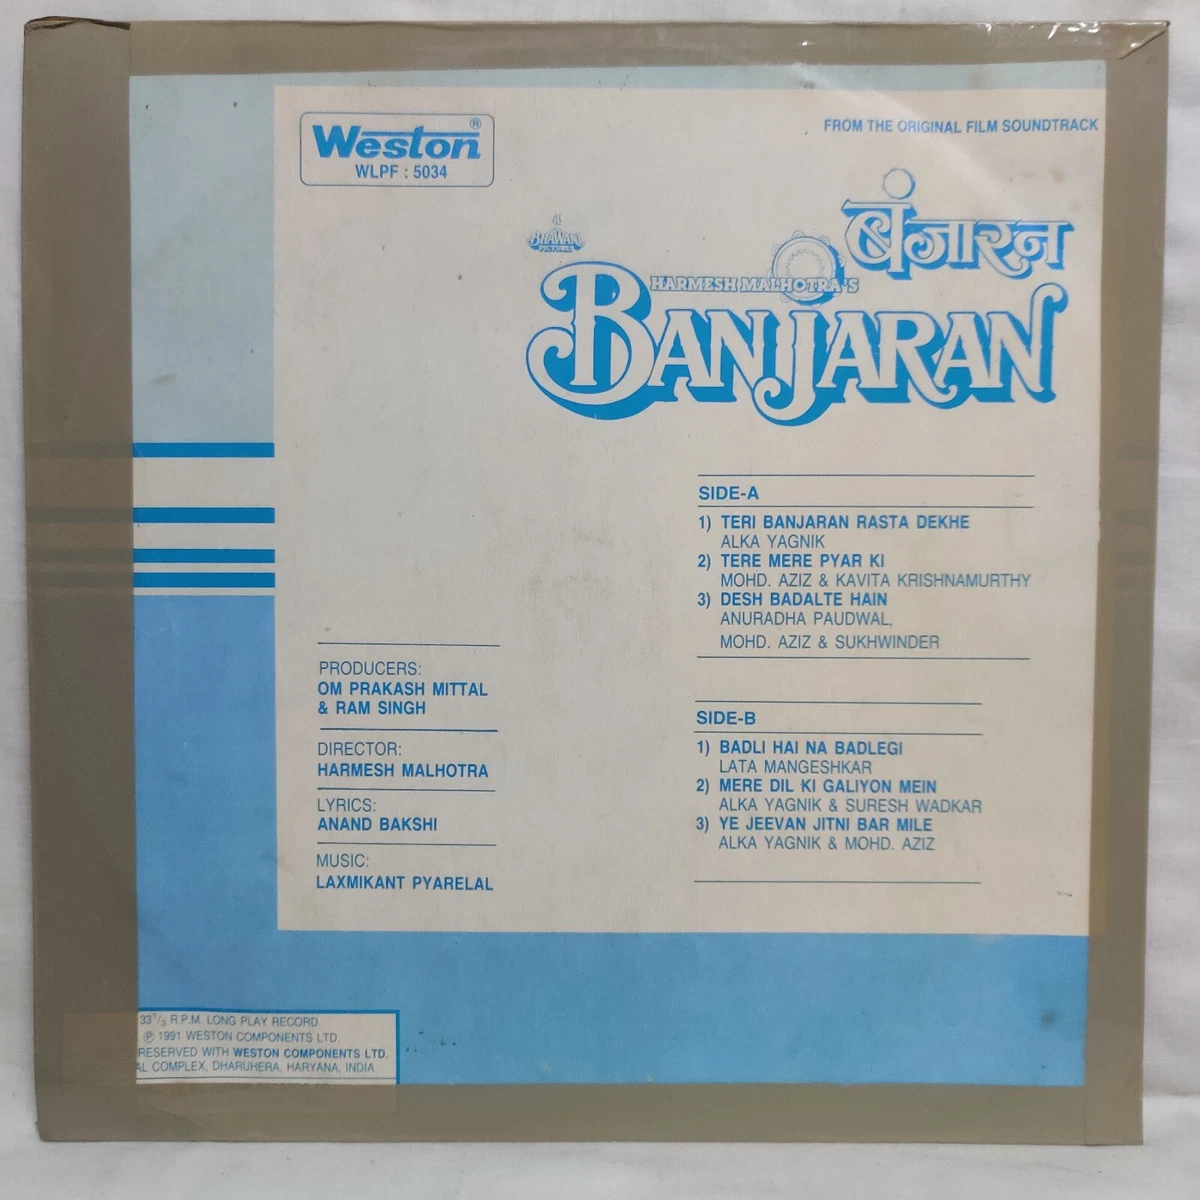 Weston ®
WLPF : 5034
FROM THE ORIGINAL FILM SOUNDTRACK
बंजारन
BHAWANI
PICTURES
HARMESH MALHOTRA'S
BANJARAN
SIDE-A
1) TERI BANJARAN RASTA DEKHE
ALKA YAGNIK
2) TERE MERE PYAR KI
MOHD. AZIZ & KAVITA KRISHNAMURTHY
3) DESH BADALTE HAIN
ANURADHA PAUDWAL,
MOHD. AZIZ & SUKHWINDER
SIDE-B
1) BADLI HAI NA BADLEGI
LATA MANGESHKAR
2) MERE DIL KI GALIYON MEIN
ALKA YAGNIK & SURESH WADKAR
3) YE JEEVAN JITNI BAR MILE
ALKA YAGNIK & MOHD. AZIZ
PRODUCERS:
OM PRAKASH MITTAL
& RAM SINGH
DIRECTOR:
HARMESH MALHOTRA
LYRICS:
ANAND BAKSHI
MUSIC:
LAXMIKANT PYARELAL
33 1/3 R.P.M. LONG PLAY RECORD
℗ 1991 WESTON COMPONENTS LTD.
RESERVED WITH WESTON COMPONENTS LTD.
AL COMPLEX, DHARUHERA, HARYANA, INDIA